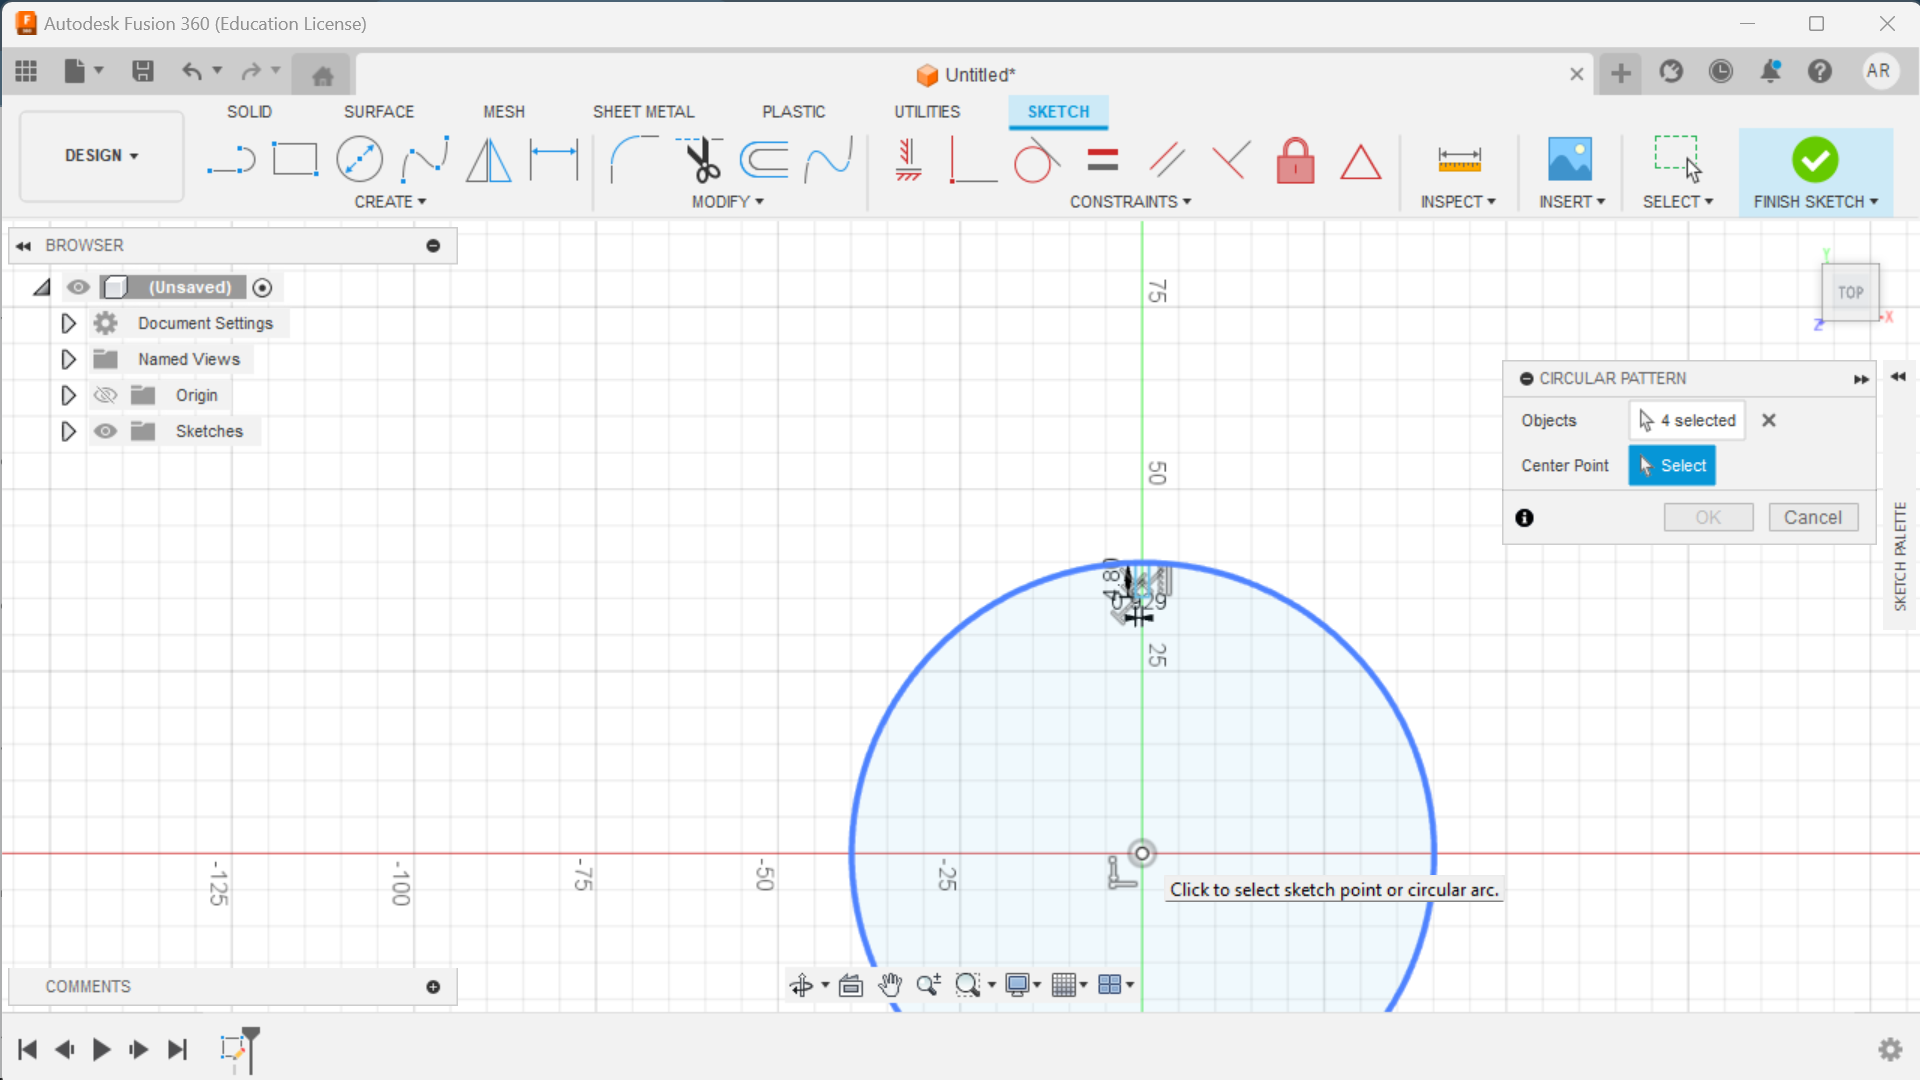 Autodesk Fusion 360 (Education License)
Untitled*
AR
DESIGN
SOLID
SURFACE
MESH
SHEET METAL
PLASTIC
UTILITIES
SKETCH
CREATE
MODIFY
CONSTRAINTS
INSPECT
INSERT
SELECT
FINISH SKETCH
BROWSER
(Unsaved)
Document Settings
Named Views
Origin
Sketches
75
50
25
-125
-100
-75
-50
-25
Y
TOP
Z
X
CIRCULAR PATTERN
Objects
4 selected
Center Point
Select
OK
Cancel
SKETCH PALETTE
Click to select sketch point or circular arc.
COMMENTS